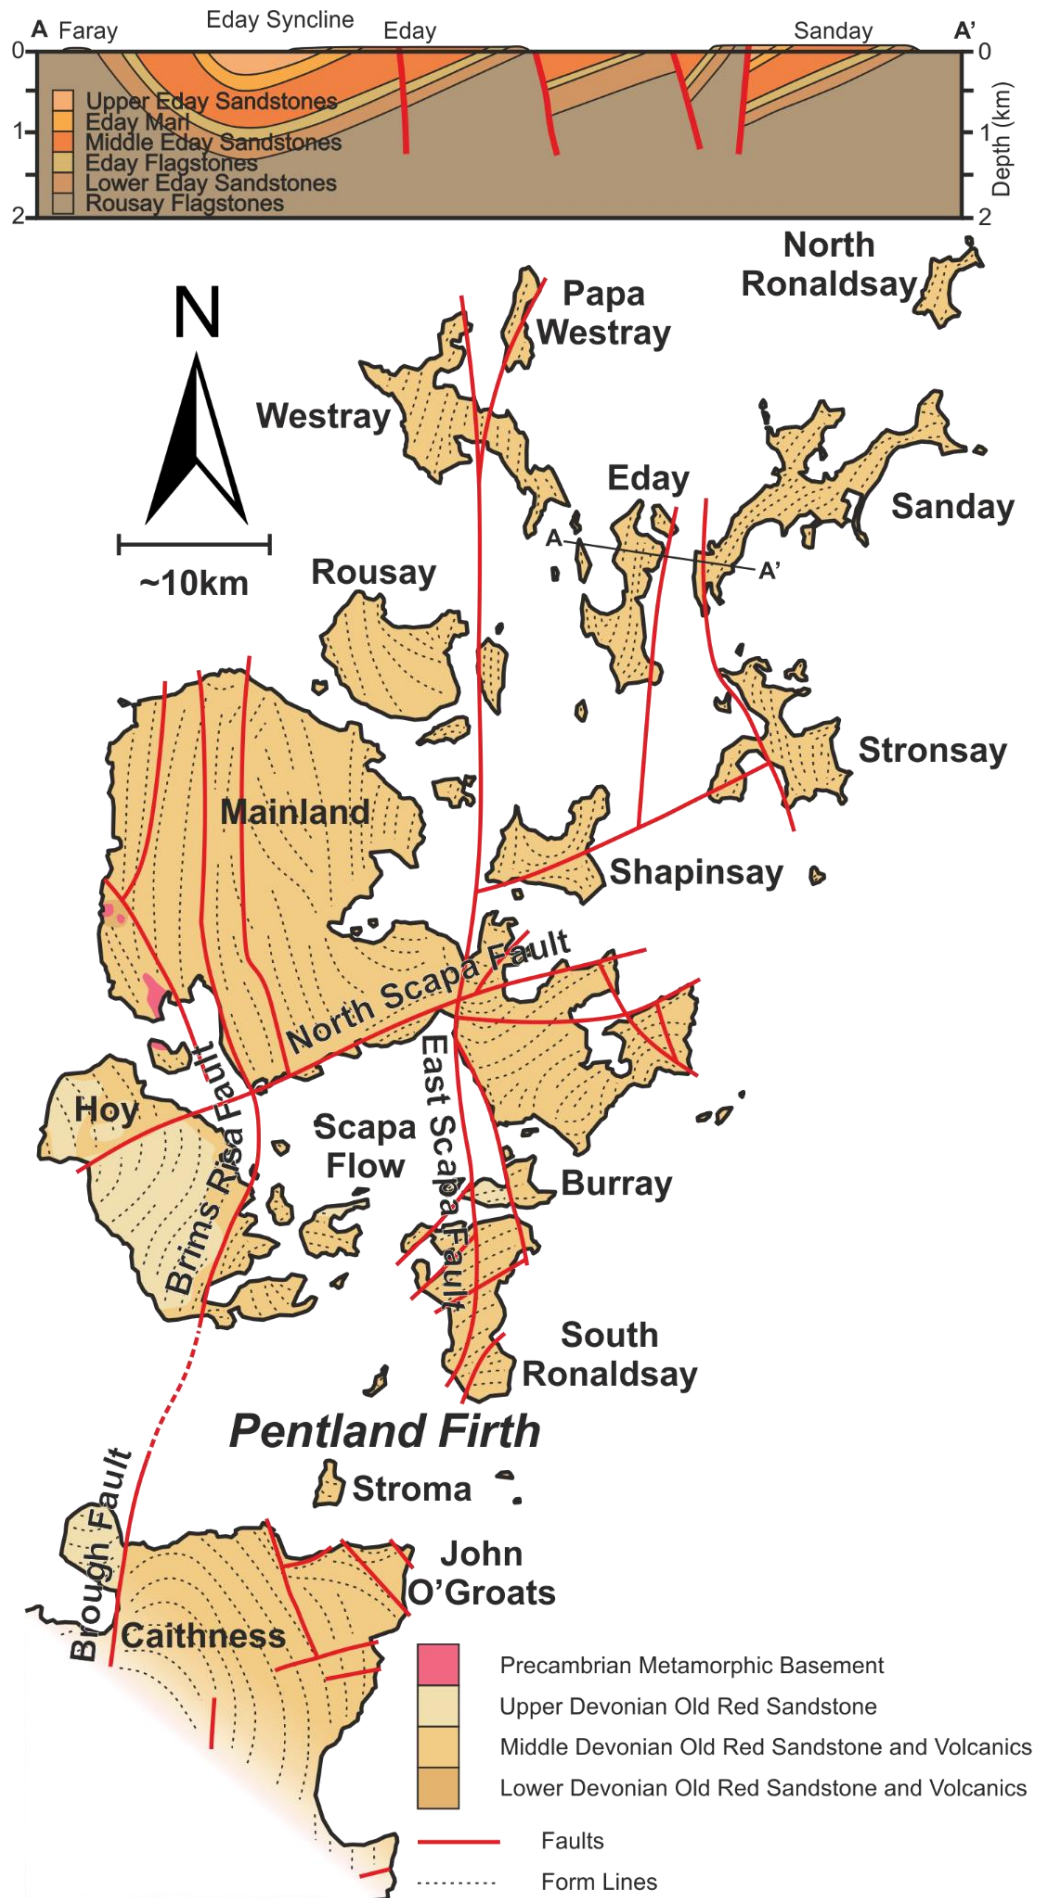 A
Faray
Eday Syncline
Eday
Sanday
A’
0
1
2
0
1
2
Depth (km)
Upper Eday Sandstones
Eday Marl
Middle Eday Sandstones
Eday Flagstones
Lower Eday Sandstones
Rousay Flagstones
N
~10km
North
Ronaldsay
Papa
Westray
Westray
Eday
Sanday
A
A’
Rousay
Stronsay
Mainland
Shapinsay
North Scapa Fault
East Scapa Fault
Hoy
Brims Risa Fault
Scapa
Flow
Burray
South
Ronaldsay
Pentland Firth
Stroma
Brough Fault
John
O’Groats
Caithness
Precambrian Metamorphic Basement
Upper Devonian Old Red Sandstone
Middle Devonian Old Red Sandstone and Volcanics
Lower Devonian Old Red Sandstone and Volcanics
Faults
Form Lines